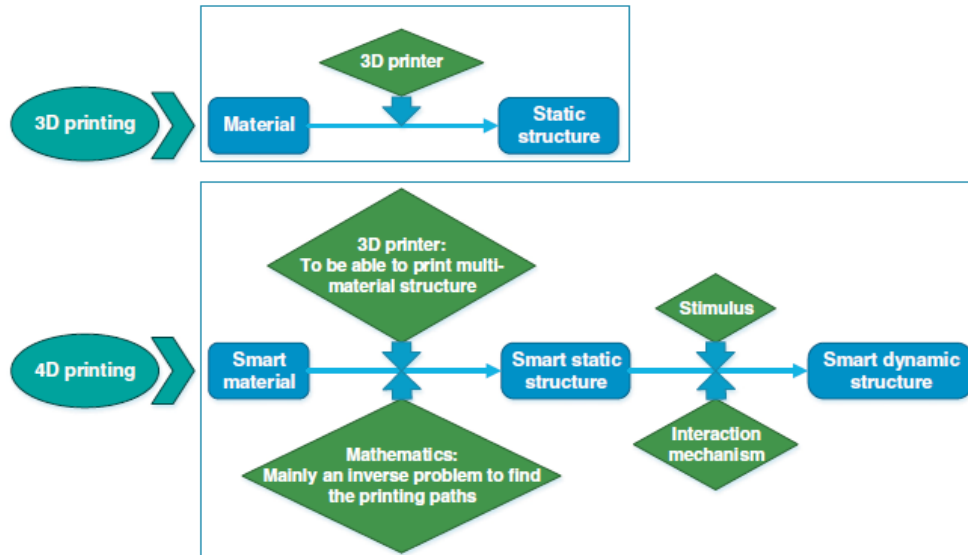 3D printing
3D printer
Material
Static
structure
4D printing
3D printer:
To be able to print multi-
material structure
Smart
material
Mathematics:
Mainly an inverse problem to find
the printing paths
Smart static
structure
Stimulus
Interaction
mechanism
Smart dynamic
structure